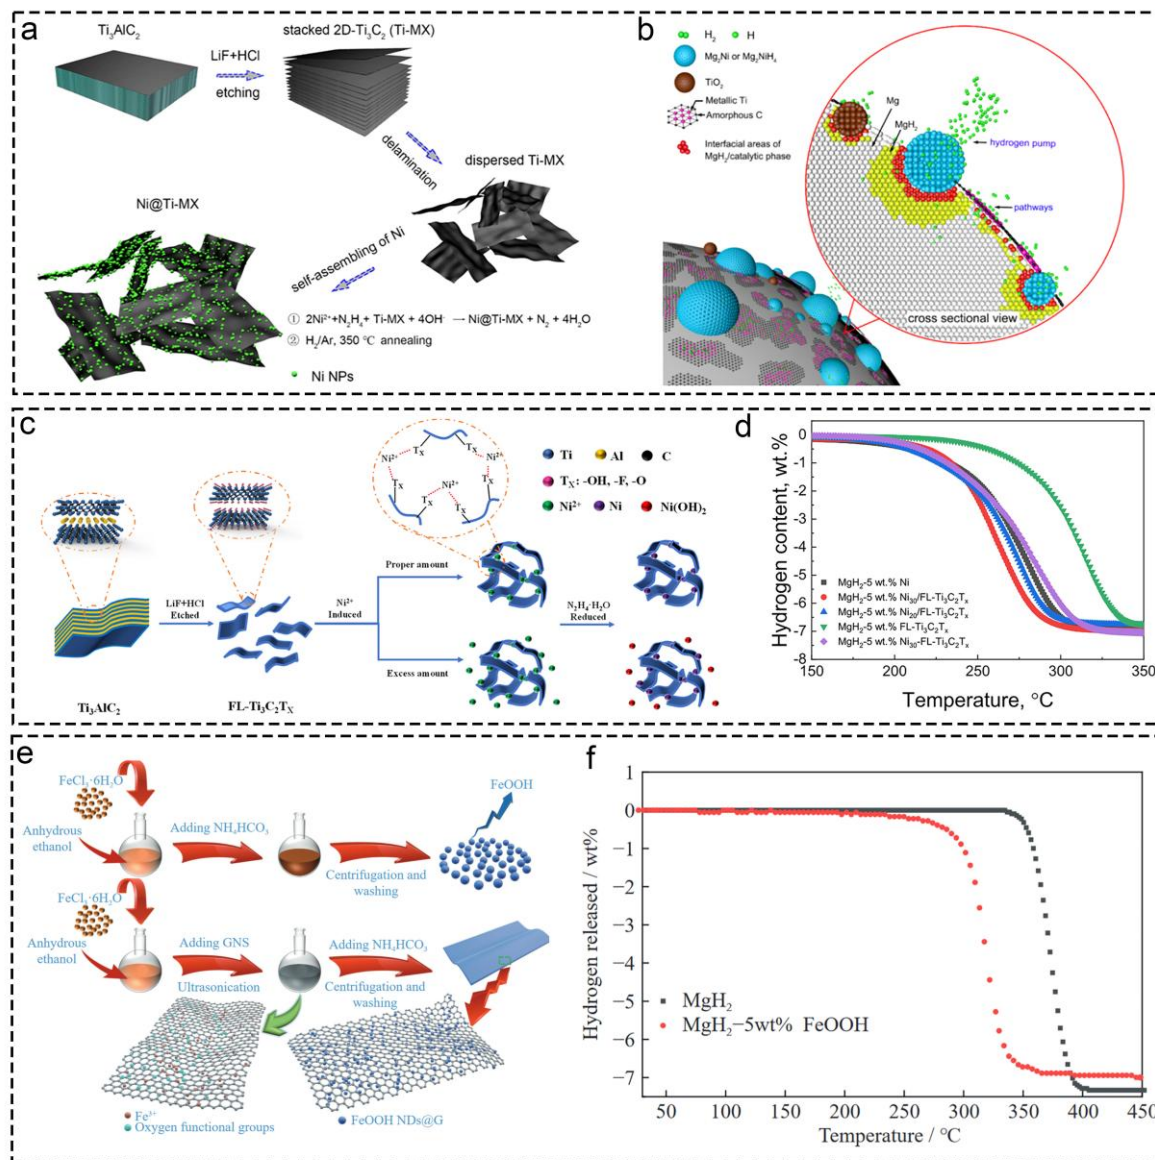 a
Ti₃AlC₂
LiF+HCl
etching
stacked 2D-Ti₃C₂ (Ti-MX)
delamination
dispersed Ti-MX
self-assembling of Ni
Ni@Ti-MX
① 2Ni²⁺+N₂H₄+ Ti-MX + 4OH⁻ → Ni@Ti-MX + N₂ + 4H₂O
② H₂/Ar, 350 ℃ annealing
Ni NPs
b
H₂ H
Mg₂Ni or Mg₂NiH₄
Metallic Ti
Amorphous C
Interfacial areas of
MgH₂/catalytic phase
Mg
MgH₂
hydrogen pump
pathways
cross sectional view
c
Ti₃AlC₂
LiF+HCl
Etched
FL-Ti₃C₂Tₓ
Ni²⁺
Induced
Proper amount
Excess amount
Ni²⁺
Tₓ
Tₓ
Ni²⁺
Tₓ
Ni²⁺
Tₓ
Tₓ
Tₓ
Ti Al C
Tₓ: -OH, -F, -O
Ni²⁺ Ni Ni(OH)₂
N₂H₄·H₂O
Reduced
d
Hydrogen content, wt.%
0
-1
-2
-3
-4
-5
-6
-7
-8
MgH₂-5 wt.% Ni
MgH₂-5 wt.% Ni₃₀/FL-Ti₃C₂Tₓ
MgH₂-5 wt.% Ni₂₀/FL-Ti₃C₂Tₓ
MgH₂-5 wt.% FL-Ti₃C₂Tₓ
MgH₂-5 wt.% Ni₃₀-FL-Ti₃C₂Tₓ
150 200 250 300 350
Temperature, °C
e
FeCl₃·6H₂O
Anhydrous
ethanol
Adding NH₄HCO₃
Centrifugation and
washing
FeOOH
FeCl₃·6H₂O
Anhydrous
ethanol
Adding GNS
Ultrasonication
Adding NH₄HCO₃
Centrifugation and
washing
Fe³⁺
Oxygen functional groups
FeOOH NDs@G
f
Hydrogen released / wt%
1
0
−1
−2
−3
−4
−5
−6
−7
MgH₂
MgH₂−5wt% FeOOH
50 100 150 200 250 300 350 400 450
Temperature / °C